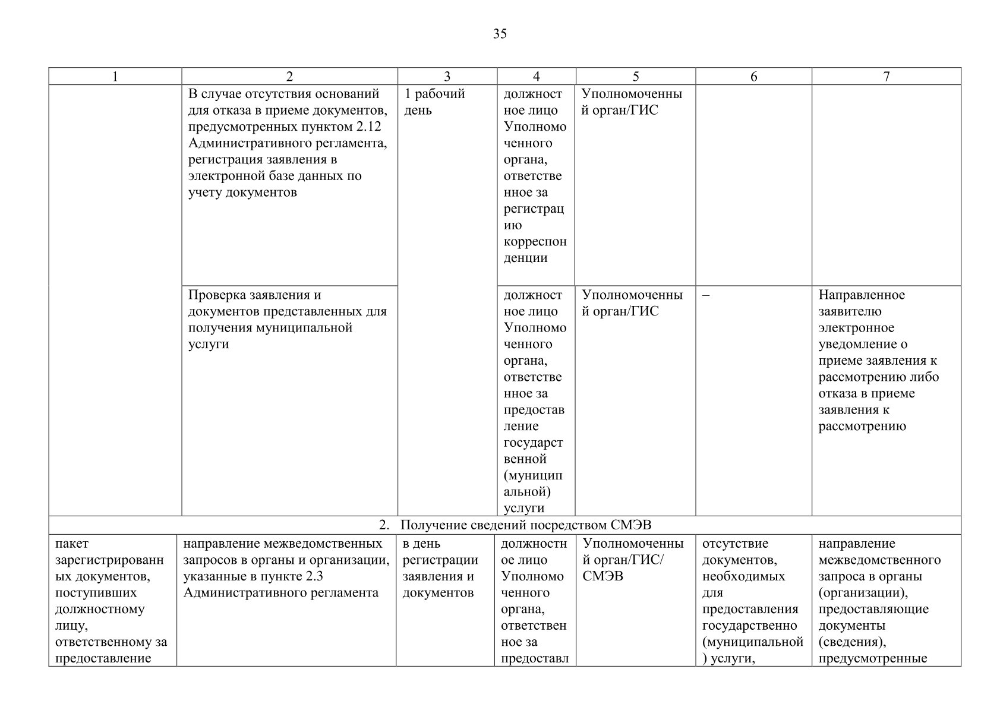 35
1 2 3 4 5 6 7
В случае отсутствия оснований
для отказа в приеме документов,
предусмотренных пунктом 2.12
Административного регламента,
регистрация заявления в
электронной базе данных по
учету документов
1 рабочий
день
должност
ное лицо
Уполномо
ченного
органа,
ответстве
нное за
регистрац
ию
корреспон
денции
Уполномоченны
й орган/ГИС
Проверка заявления и
документов представленных для
получения муниципальной
услуги
должност
ное лицо
Уполномо
ченного
органа,
ответстве
нное за
предостав
ление
государст
венной
(муницип
альной)
услуги
Уполномоченны
й орган/ГИС
–
Направленное
заявителю
электронное
уведомление о
приеме заявления к
рассмотрению либо
отказа в приеме
заявления к
рассмотрению
2. Получение сведений посредством СМЭВ
пакет
зарегистрированн
ых документов,
поступивших
должностному
лицу,
ответственному за
предоставление
направление межведомственных
запросов в органы и организации,
указанные в пункте 2.3
Административного регламента
в день
регистрации
заявления и
документов
должностн
ое лицо
Уполномо
ченного
органа,
ответствен
ное за
предоставл
Уполномоченны
й орган/ГИС/
СМЭВ
отсутствие
документов,
необходимых
для
предоставления
государственно
(муниципальной
) услуги,
направление
межведомственного
запроса в органы
(организации),
предоставляющие
документы
(сведения),
предусмотренные